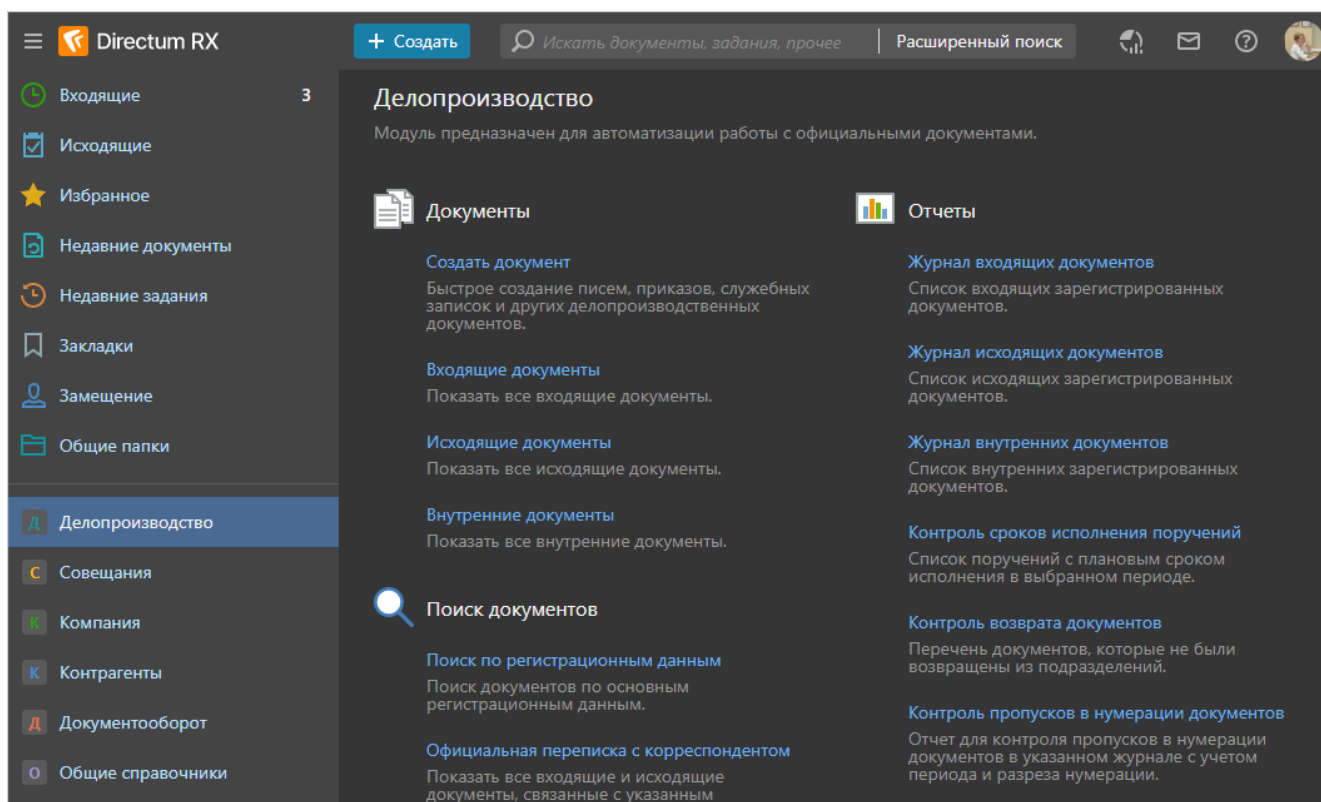 Directum RX
+ Создать
Искать документы, задания, прочее
Расширенный поиск
Входящие 3
Исходящие
Избранное
Недавние документы
Недавние задания
Закладки
Замещение
Общие папки
Д Делопроизводство
С Совещания
К Компания
К Контрагенты
Д Документооборот
О Общие справочники
Делопроизводство
Модуль предназначен для автоматизации работы с официальными документами.
Документы
Создать документ
Быстрое создание писем, приказов, служебных
записок и других делопроизводственных
документов.
Входящие документы
Показать все входящие документы.
Исходящие документы
Показать все исходящие документы.
Внутренние документы
Показать все внутренние документы.
Поиск документов
Поиск по регистрационным данным
Поиск документов по основным
регистрационным данным.
Официальная переписка с корреспондентом
Показать все входящие и исходящие
документы, связанные с указанным
Отчеты
Журнал входящих документов
Список входящих зарегистрированных
документов.
Журнал исходящих документов
Список исходящих зарегистрированных
документов.
Журнал внутренних документов
Список внутренних зарегистрированных
документов.
Контроль сроков исполнения поручений
Список поручений с плановым сроком
исполнения в выбранном периоде.
Контроль возврата документов
Перечень документов, которые не были
возвращены из подразделений.
Контроль пропусков в нумерации документов
Отчет для контроля пропусков в нумерации
документов в указанном журнале с учетом
периода и разреза нумерации.